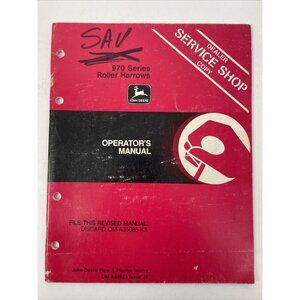 SAV
970 Series
Roller Harrows
DEALER
SERVICE SHOP
COPY
JOHN DEERE
OPERATOR'S
MANUAL
FILE THIS REVISED MANUAL.
DISCARD OM-A35085 K3
John Deere Plow & Planter Works